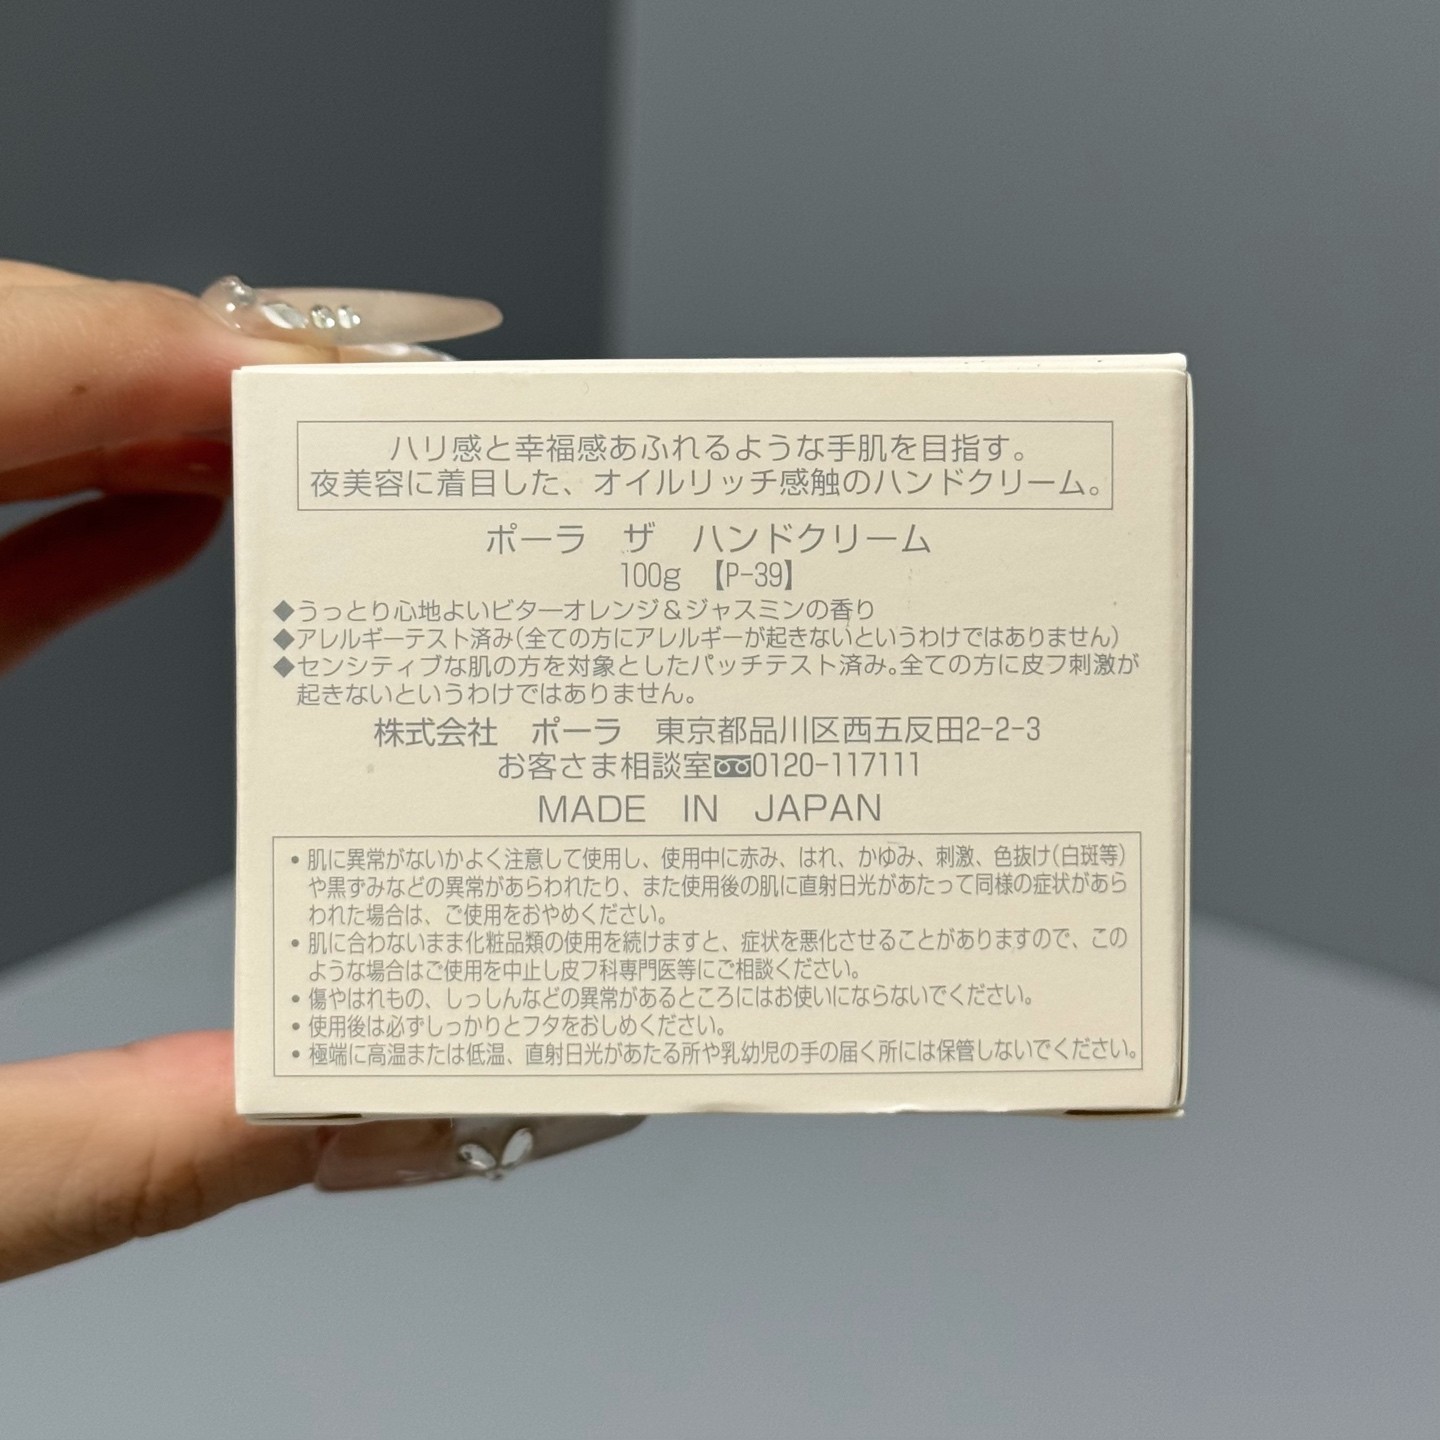 ハリ感と幸福感あふれるような手肌を目指す。
夜美容に着目した、オイルリッチ感触のハンドクリーム。
ポーラ ザ ハンドクリーム
100g 【P-39】
◆うっとり心地よいビターオレンジ&ジャスミンの香り
◆アレルギーテスト済み(全ての方にアレルギーが起きないというわけではありません)
◆センシティブな肌の方を対象としたパッチテスト済み。全ての方に皮フ刺激が
起きないというわけではありません。
株式会社 ポーラ 東京都品川区西五反田2-2-3
お客さま相談室0120-117111
MADE IN JAPAN
•肌に異常がないかよく注意して使用し、使用中に赤み、はれ、かゆみ、刺激、色抜け(白斑等)
や黒ずみなどの異常があらわれたり、また使用後の肌に直射日光があたって同様の症状があら
われた場合は、ご使用をおやめください。
•肌に合わないまま化粧品類の使用を続けますと、症状を悪化させることがありますので、この
ような場合はご使用を中止し皮フ科専門医等にご相談ください。
•傷やはれもの、しっしんなどの異常があるところにはお使いにならないでください。
•使用後は必ずしっかりとフタをおしめください。
•極端に高温または低温、直射日光があたる所や乳幼児の手の届く所には保管しないでください。